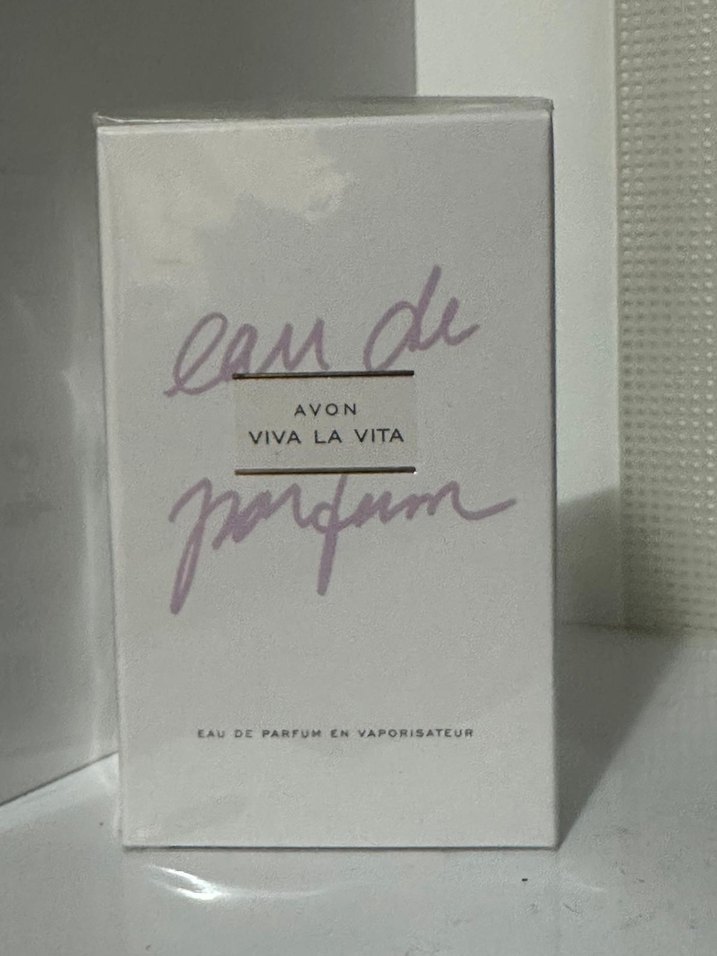 eau de
AVON
VIVA LA VITA
parfum
EAU DE PARFUM EN VAPORISATEUR